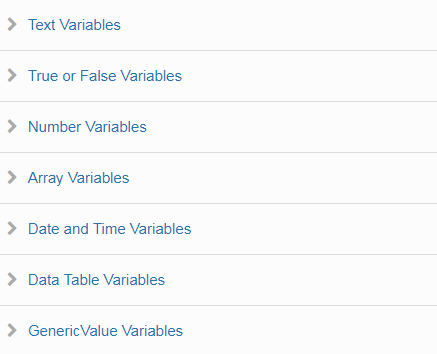 Text Variables
True or False Variables
Number Variables
Array Variables
Date and Time Variables
Data Table Variables
GenericValue Variables